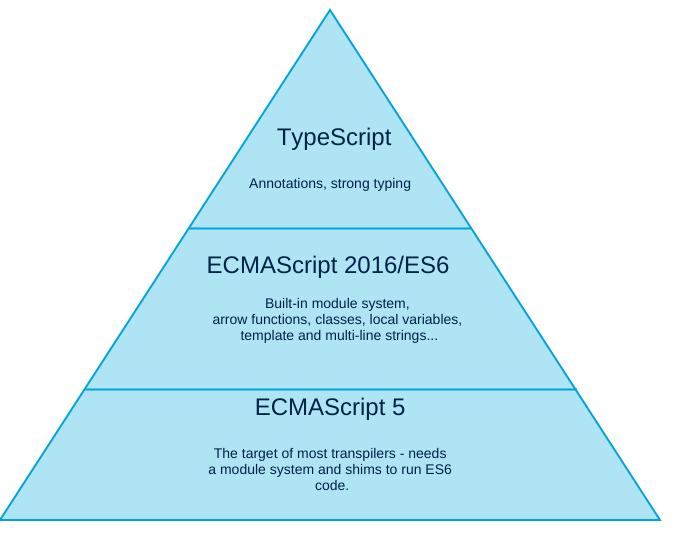 TypeScript
Annotations, strong typing
ECMAScript 2016/ES6
Built-in module system,
arrow functions, classes, local variables,
template and multi-line strings...
ECMAScript 5
The target of most transpilers - needs
a module system and shims to run ES6
code.